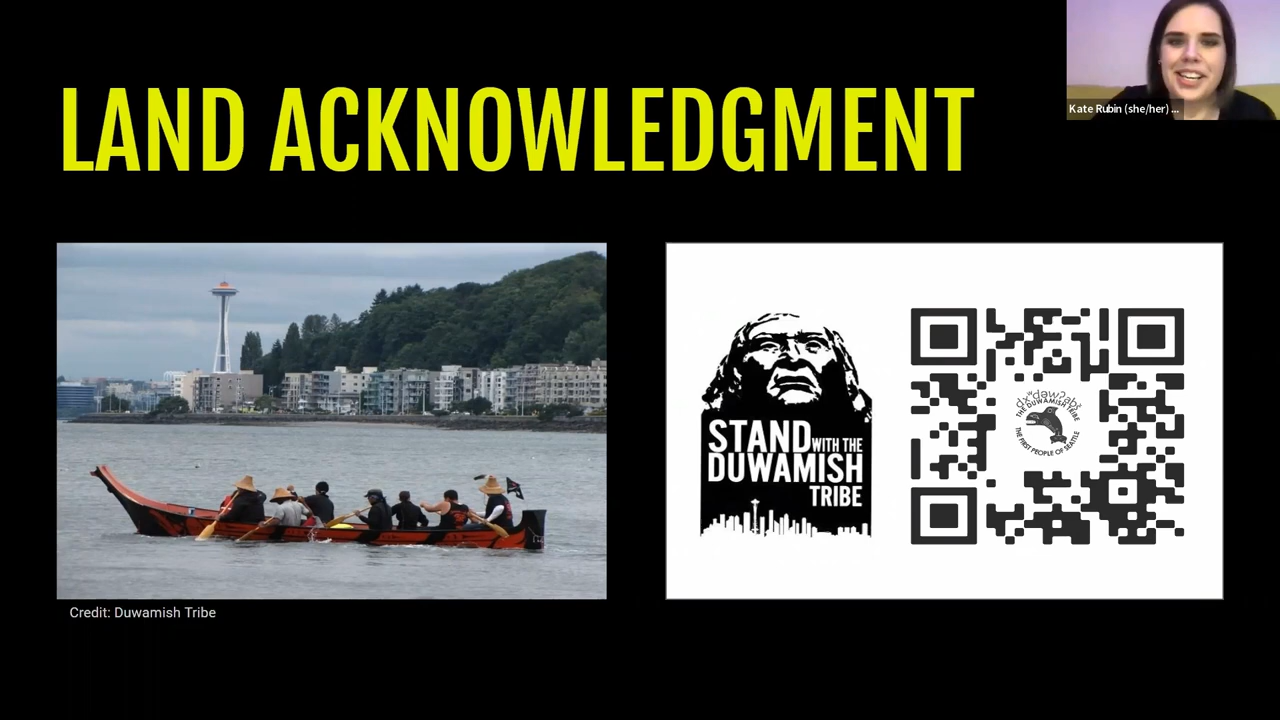 LAND ACKNOWLEDGMENT
Kate Rubin (she/her) ...
STAND WITH THE
DUWAMISH
TRIBE
dxʷdəwʔabš
THE DUWAMISH TRIBE
THE FIRST PEOPLE OF SEATTLE
Credit: Duwamish Tribe